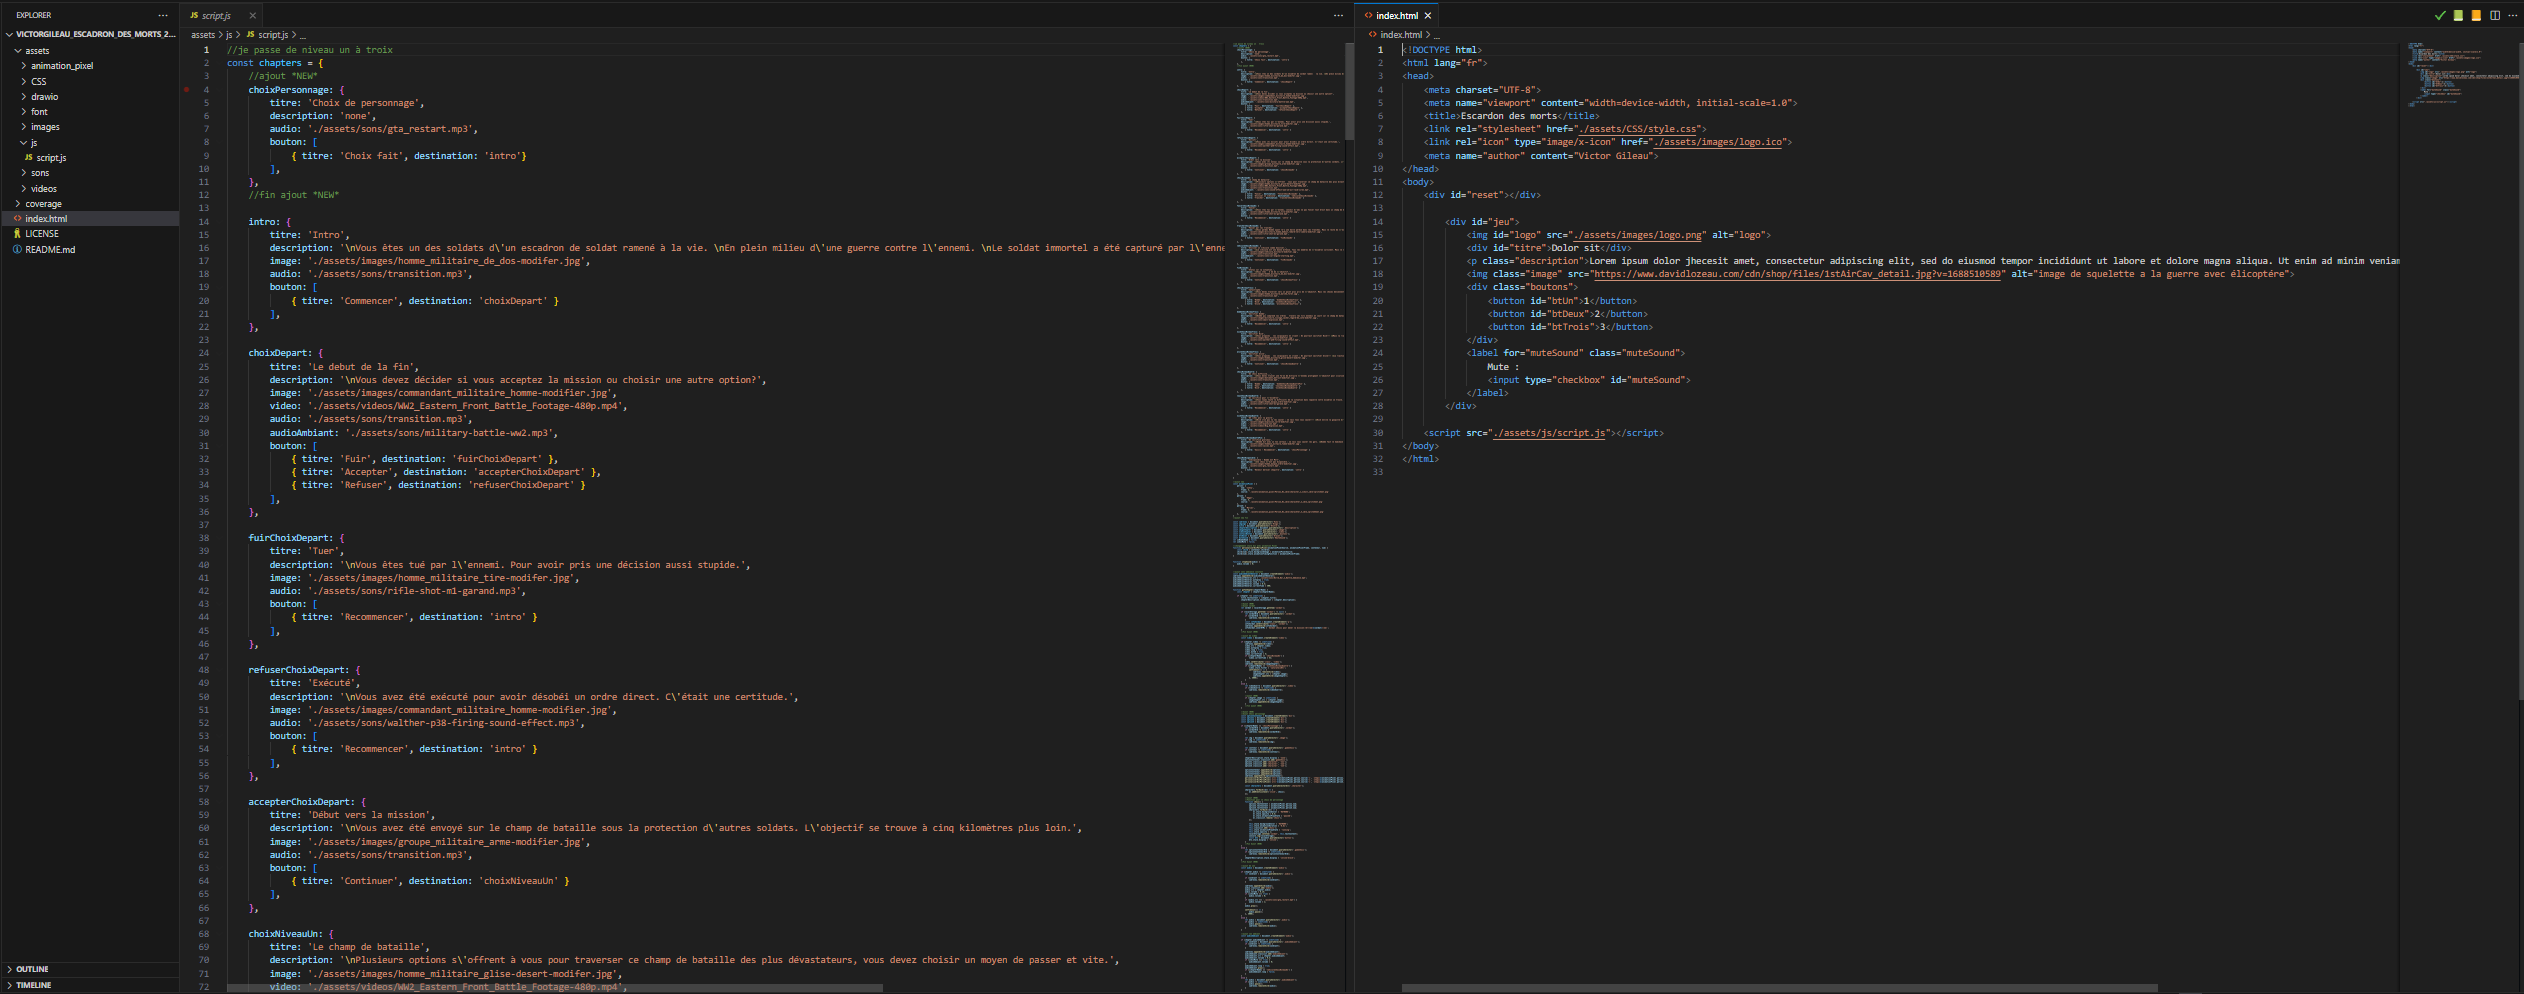 EXPLORER
VICTORGILEAU_ESCADRON_DES_MORTS_2...
assets
animation_pixel
CSS
drawio
font
images
js
script.js
sons
videos
coverage
index.html
LICENSE
README.md
OUTLINE
TIMELINE
script.js
assets > js > script.js > ...
1 //je passe de niveau un à troix
2 const chapters = {
3 //ajout *NEW*
4 choixPersonnage: {
5 titre: 'Choix de personnage',
6 description: 'none',
7 audio: './assets/sons/gta_restart.mp3',
8 bouton: [
9 { titre: 'Choix fait', destination: 'intro'}
10 ],
11 },
12 //fin ajout *NEW*
13
14 intro: {
15 titre: 'Intro',
16 description: '\nVous êtes un des soldats d\'un escadron de soldat ramené à la vie. \nEn plein milieu d\'une guerre contre l\'ennemi. \nLe soldat immortel a été capturé par l\'enne
17 image: './assets/images/homme_militaire_de_dos-modifer.jpg',
18 audio: './assets/sons/transition.mp3',
19 bouton: [
20 { titre: 'Commencer', destination: 'choixDepart' }
21 ],
22 },
23
24 choixDepart: {
25 titre: 'Le debut de la fin',
26 description: '\nVous devez décider si vous acceptez la mission ou choisir une autre option?',
27 image: './assets/images/commandant_militaire_homme-modifier.jpg',
28 video: './assets/videos/WW2_Eastern_Front_Battle_Footage-480p.mp4',
29 audio: './assets/sons/transition.mp3',
30 audioAmbiant: './assets/sons/military-battle-ww2.mp3',
31 bouton: [
32 { titre: 'Fuir', destination: 'fuirChoixDepart' },
33 { titre: 'Accepter', destination: 'accepterChoixDepart' },
34 { titre: 'Refuser', destination: 'refuserChoixDepart' }
35 ],
36 },
37
38 fuirChoixDepart: {
39 titre: 'Tuer',
40 description: '\nVous êtes tué par l\'ennemi. Pour avoir pris une décision aussi stupide.',
41 image: './assets/images/homme_militaire_tire-modifer.jpg',
42 audio: './assets/sons/rifle-shot-m1-garand.mp3',
43 bouton: [
44 { titre: 'Recommencer', destination: 'intro' }
45 ],
46 },
47
48 refuserChoixDepart: {
49 titre: 'Exécuté',
50 description: '\nVous avez été exécuté pour avoir désobéi un ordre direct. C\'était une certitude.',
51 image: './assets/images/commandant_militaire_homme-modifier.jpg',
52 audio: './assets/sons/walther-p38-firing-sound-effect.mp3',
53 bouton: [
54 { titre: 'Recommencer', destination: 'intro' }
55 ],
56 },
57
58 accepterChoixDepart: {
59 titre: 'Début vers la mission',
60 description: '\nVous avez été envoyé sur le champ de bataille sous la protection d\'autres soldats. L\'objectif se trouve à cinq kilomètres plus loin.',
61 image: './assets/images/groupe_militaire_arme-modifier.jpg',
62 audio: './assets/sons/transition.mp3',
63 bouton: [
64 { titre: 'Continuer', destination: 'choixNiveauUn' }
65 ],
66 },
67
68 choixNiveauUn: {
69 titre: 'Le champ de bataille',
70 description: '\nPlusieurs options s\'offrent à vous pour traverser ce champ de bataille des plus dévastateurs, vous devez choisir un moyen de passer et vite.',
71 image: './assets/images/homme_militaire_glise-desert-modifer.jpg',
72 video: './assets/videos/WW2_Eastern_Front_Battle_Footage-480p.mp4',
index.html
index.html > ...
1 <!DOCTYPE html>
2 <html lang="fr">
3 <head>
4 <meta charset="UTF-8">
5 <meta name="viewport" content="width=device-width, initial-scale=1.0">
6 <title>Escardon des morts</title>
7 <link rel="stylesheet" href="./assets/CSS/style.css">
8 <link rel="icon" type="image/x-icon" href="./assets/images/logo.ico">
9 <meta name="author" content="Victor Gileau">
10 </head>
11 <body>
12 <div id="reset"></div>
13
14 <div id="jeu">
15 <img id="logo" src="./assets/images/logo.png" alt="logo">
16 <div id="titre">Dolor sit</div>
17 <p class="description">Lorem ipsum dolor jhecesit amet, consectetur adipiscing elit, sed do eiusmod tempor incididunt ut labore et dolore magna aliqua. Ut enim ad minim veniam
18 <img class="image" src="https://www.davidlozeau.com/cdn/shop/files/1stAirCav_detail.jpg?v=1688510589" alt="image de squelette a la guerre avec élicoptére">
19 <div class="boutons">
20 <button id="btUn">1</button>
21 <button id="btDeux">2</button>
22 <button id="btTrois">3</button>
23 </div>
24 <label for="muteSound" class="muteSound">
25 Mute :
26 <input type="checkbox" id="muteSound">
27 </label>
28 </div>
29
30 <script src="./assets/js/script.js"></script>
31 </body>
32 </html>
33